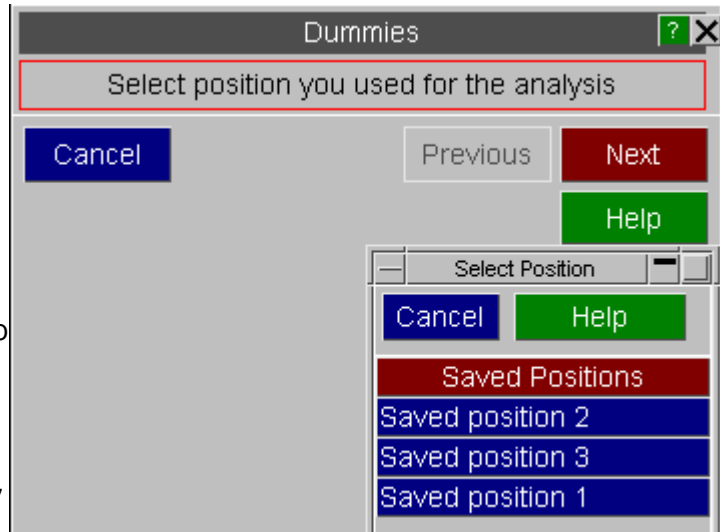 Dummies ?
Select position you used for the analysis
Cancel Previous Next
Help
Select Position
Cancel Help
Saved Positions
Saved position 2
Saved position 3
Saved position 1